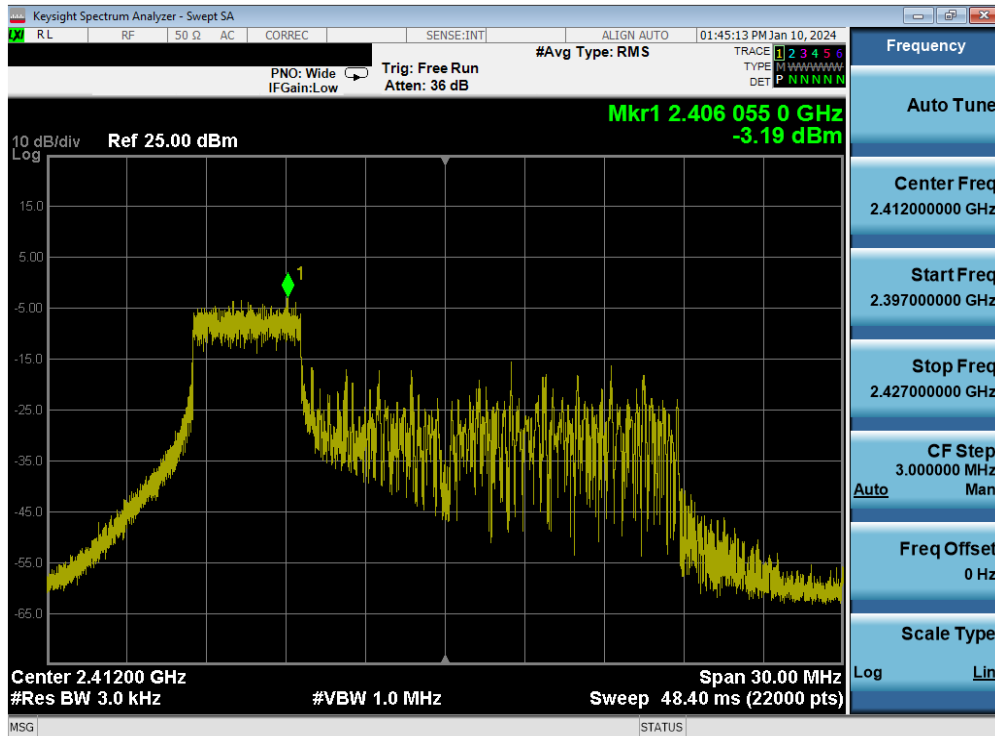 Keysight Spectrum Analyzer - Swept SA
LXI RL RF 50 Ω AC CORREC SENSE:INT ALIGN AUTO 01:45:13 PM Jan 10, 2024
PNO: Wide
IFGain:Low
Trig: Free Run
Atten: 36 dB
#Avg Type: RMS
TRACE 1 2 3 4 5 6
TYPE M W W W W W
DET P N N N N N
Mkr1 2.406 055 0 GHz
-3.19 dBm
10 dB/div Ref 25.00 dBm
Log
15.0
5.00
-5.00
-15.0
-25.0
-35.0
-45.0
-55.0
-65.0
1
Center 2.41200 GHz Span 30.00 MHz
#Res BW 3.0 kHz #VBW 1.0 MHz Sweep 48.40 ms (22000 pts)
MSG STATUS
Frequency
Auto Tune
Center Freq
2.412000000 GHz
Start Freq
2.397000000 GHz
Stop Freq
2.427000000 GHz
CF Step
3.000000 MHz
Auto Man
Freq Offset
0 Hz
Scale Type
Log Lin